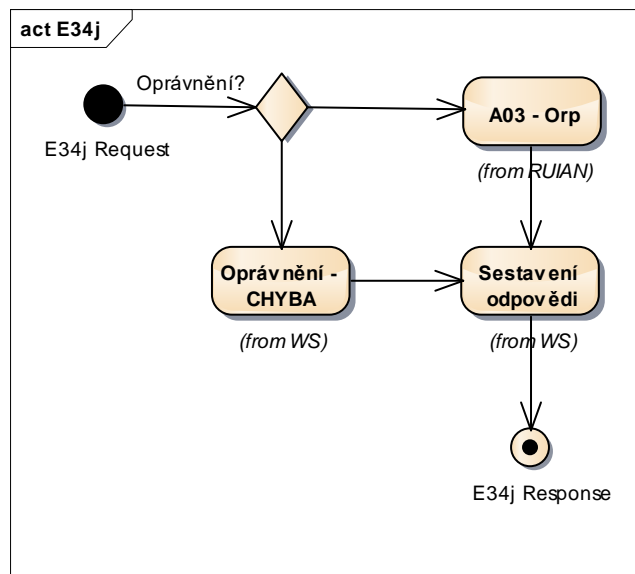 act E34j
Oprávnění?
E34j Request
A03 - Orp
(from RUIAN)
Oprávnění -
CHYBA
(from WS)
Sestavení
odpovědi
(from WS)
E34j Response